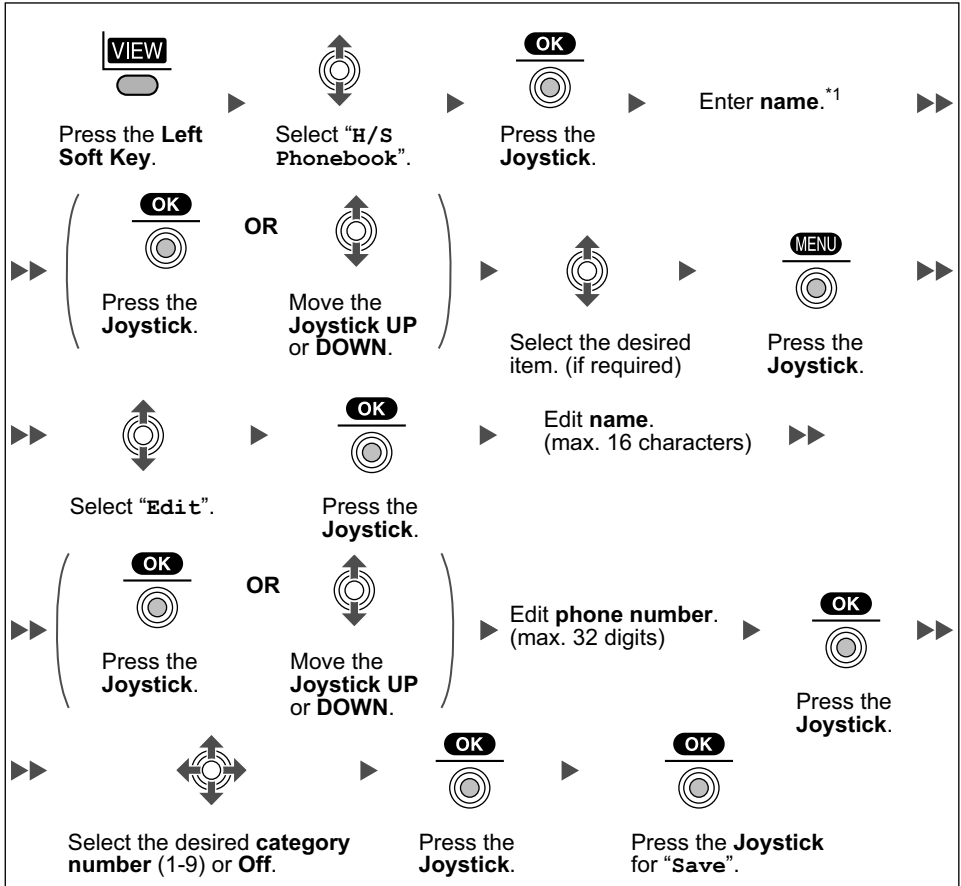 VIEW
Press the Left
Soft Key.
Select “H/S
Phonebook”.
OK
Press the
Joystick.
Enter name.*1
OK
Press the
Joystick.
OR
Move the
Joystick UP
or DOWN.
Select the desired
item. (if required)
MENU
Press the
Joystick.
Select “Edit”.
OK
Press the
Joystick.
Edit name.
(max. 16 characters)
OK
Press the
Joystick.
OR
Move the
Joystick UP
or DOWN.
Edit phone number.
(max. 32 digits)
OK
Press the
Joystick.
Select the desired category
number (1-9) or Off.
OK
Press the
Joystick.
OK
Press the Joystick
for “Save”.